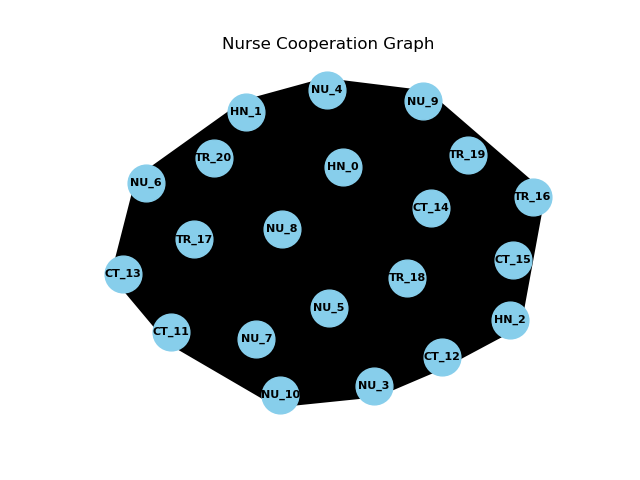 Nurse Cooperation Graph
NU_4
NU_9
HN_1
TR_19
TR_20
HN_0
NU_6
TR_16
CT_14
NU_8
TR_17
CT_15
CT_13
TR_18
NU_5
HN_2
CT_11
NU_7
CT_12
NU_3
NU_10